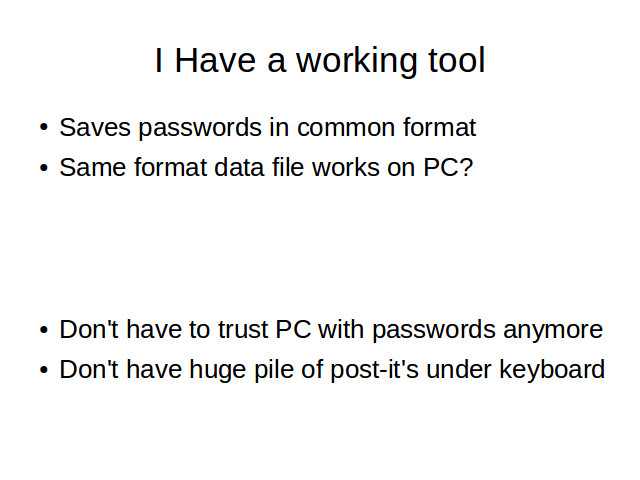 I Have a working tool
• Saves passwords in common format
• Same format data file works on PC?
• Don't have to trust PC with passwords anymore
• Don't have huge pile of post-it's under keyboard